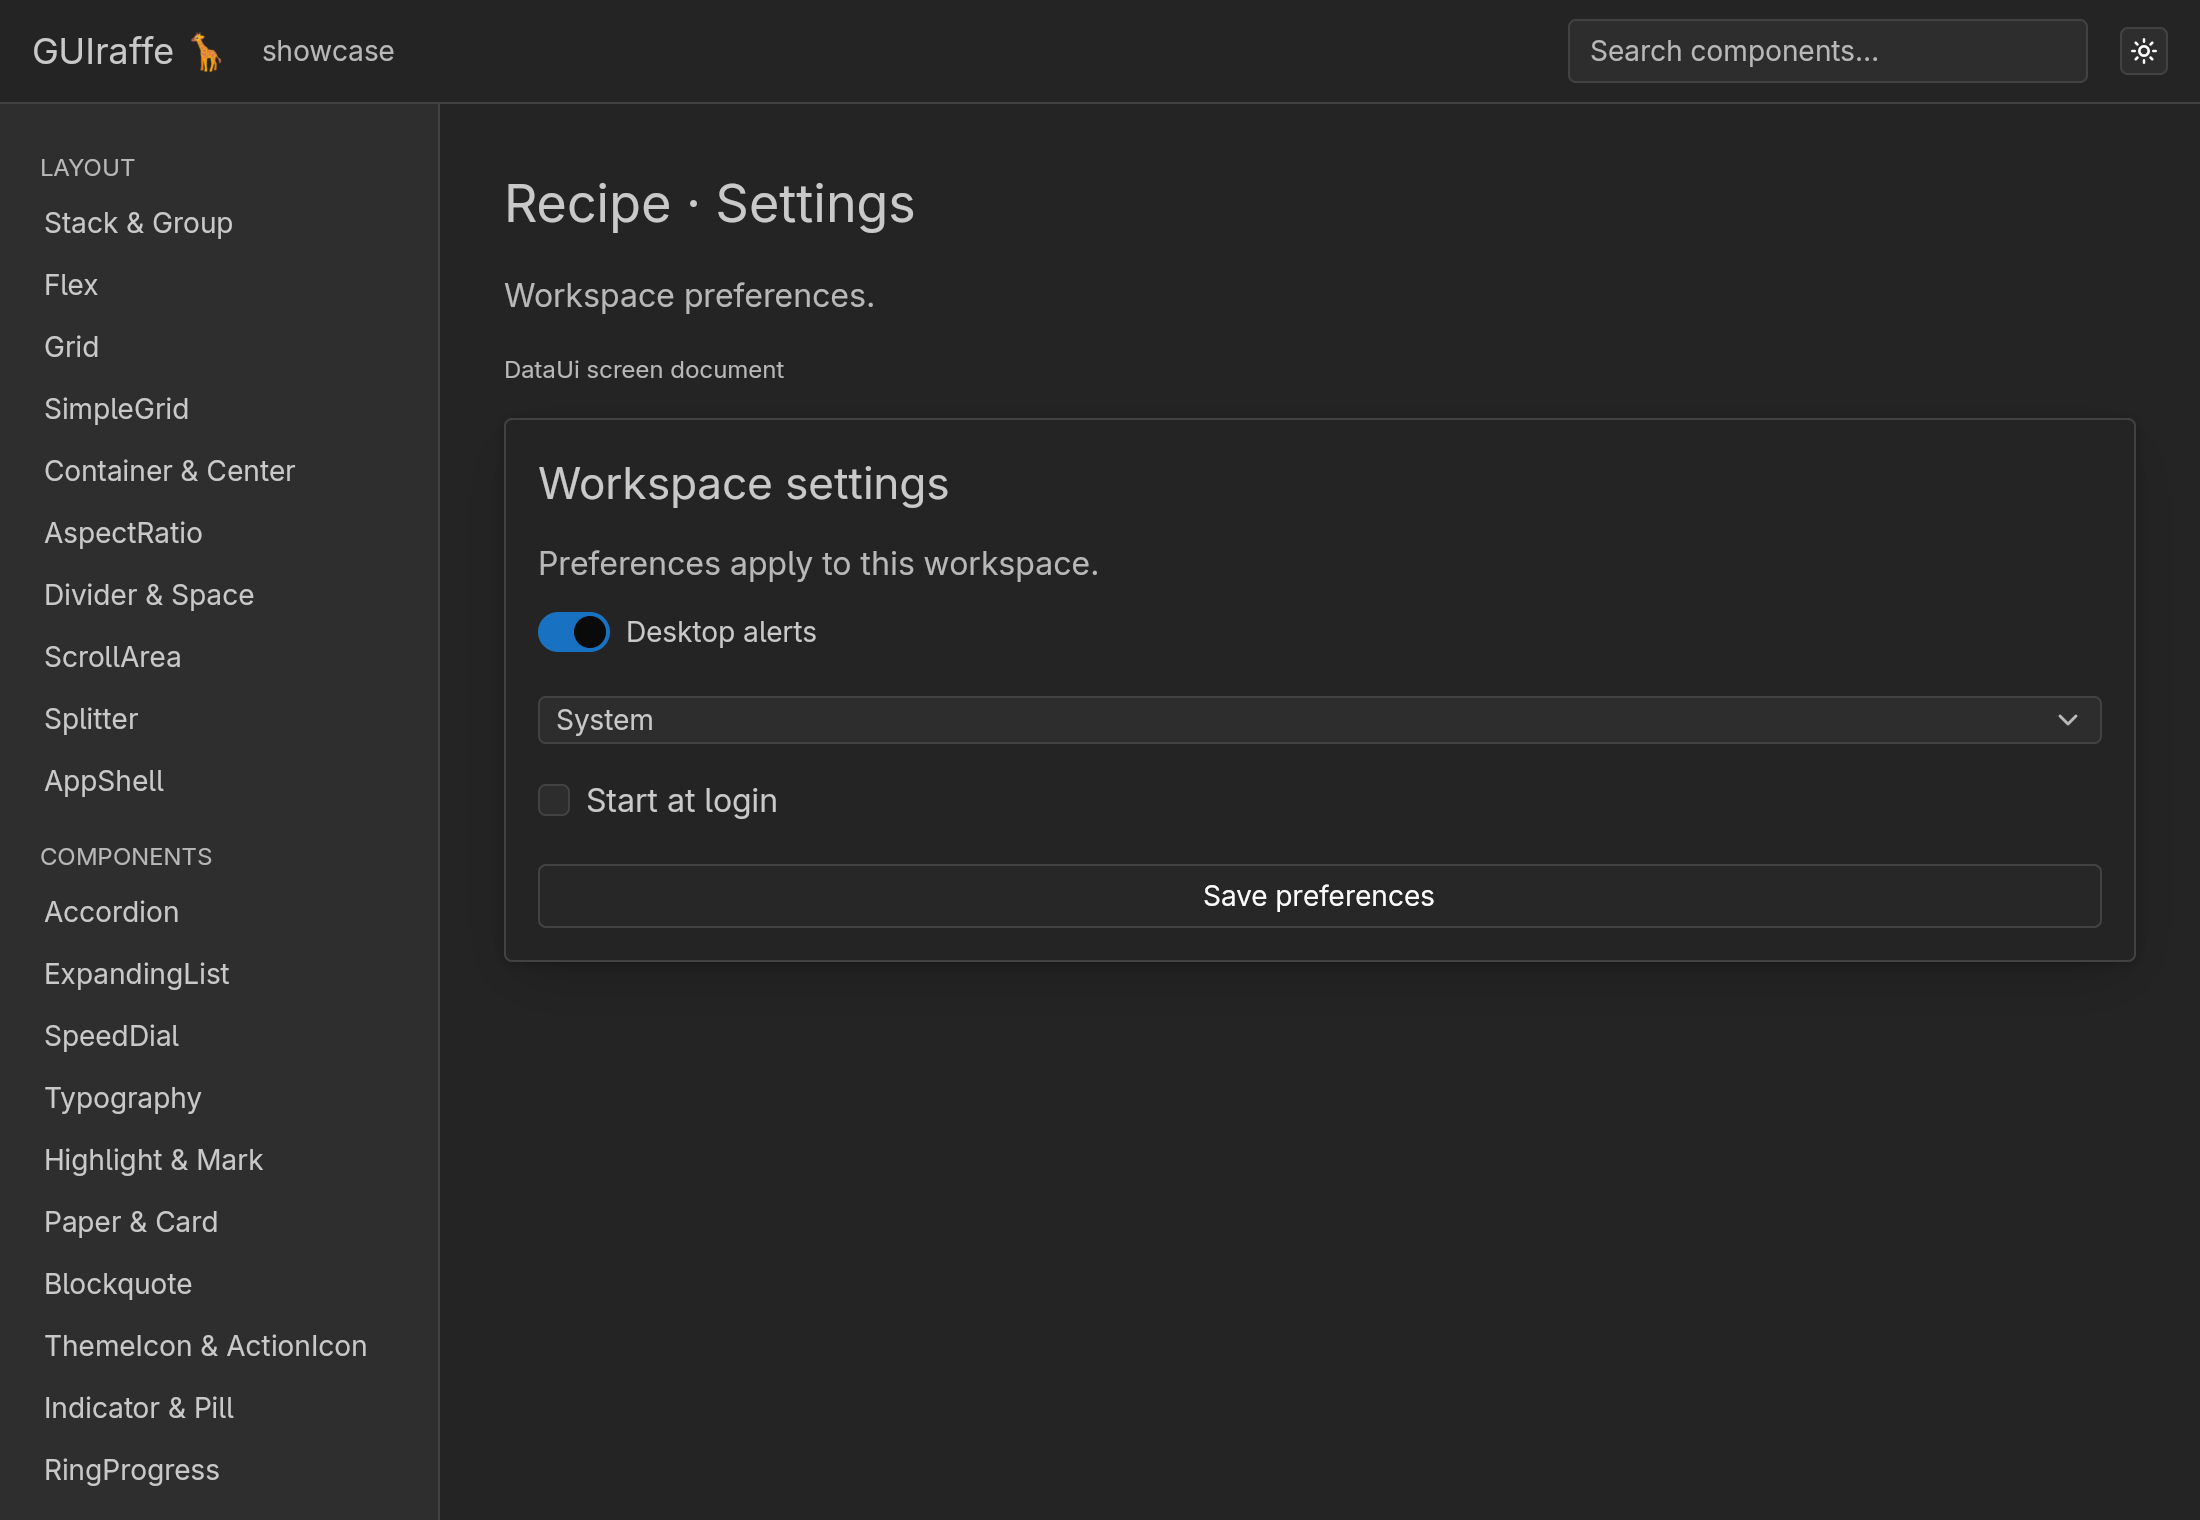 GUIraffe 🦒 showcase
Search components...
LAYOUT
Stack & Group
Flex
Grid
SimpleGrid
Container & Center
AspectRatio
Divider & Space
ScrollArea
Splitter
AppShell
COMPONENTS
Accordion
ExpandingList
SpeedDial
Typography
Highlight & Mark
Paper & Card
Blockquote
ThemeIcon & ActionIcon
Indicator & Pill
RingProgress
Recipe · Settings
Workspace preferences.
DataUi screen document
Workspace settings
Preferences apply to this workspace.
Desktop alerts
System
Start at login
Save preferences